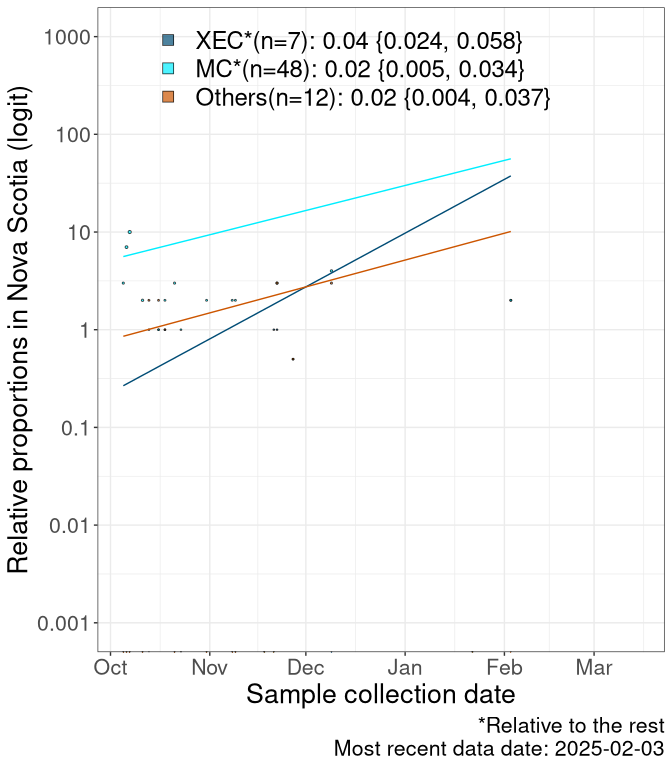 XEC*(n=7): 0.04 {0.024, 0.058}
MC*(n=48): 0.02 {0.005, 0.034}
Others(n=12): 0.02 {0.004, 0.037}
Relative proportions in Nova Scotia (logit)
1000
100
10
1
0.1
0.01
0.001
Oct Nov Dec Jan Feb Mar
Sample collection date
*Relative to the rest
Most recent data date: 2025-02-03